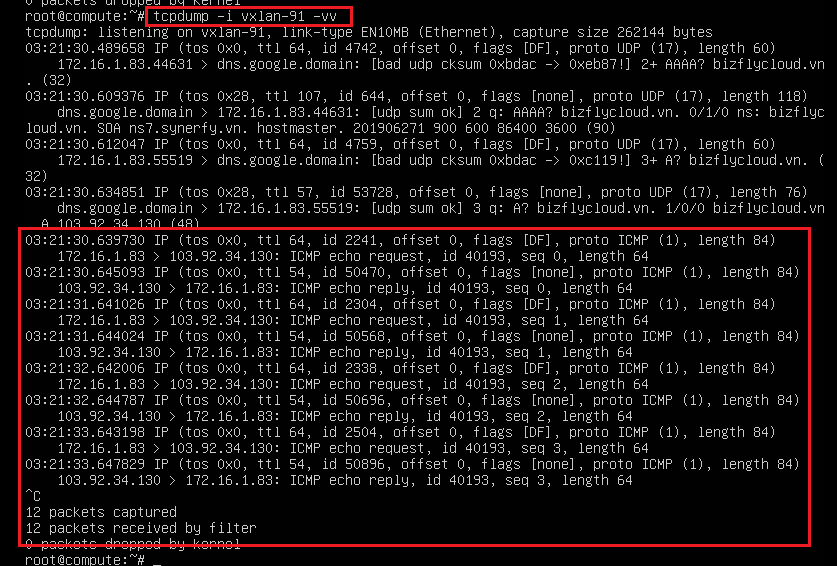 0 packets dropped by kernel
root@compute:~# tcpdump -i vxlan-91 -vv
tcpdump: listening on vxlan-91, link-type EN10MB (Ethernet), capture size 262144 bytes
03:21:30.489658 IP (tos 0x0, ttl 64, id 4742, offset 0, flags [DF], proto UDP (17), length 60)
172.16.1.83.44631 > dns.google.domain: [bad udp cksum 0xbdac -> 0xeb87!] 2+ AAAA? bizflycloud.vn
. (32)
03:21:30.609376 IP (tos 0x28, ttl 107, id 644, offset 0, flags [none], proto UDP (17), length 118)
dns.google.domain > 172.16.1.83.44631: [udp sum ok] 2 q: AAAA? bizflycloud.vn. 0/1/0 ns: bizflyc
loud.vn. SOA ns7.synerfy.vn. hostmaster. 201906271 900 600 86400 3600 (90)
03:21:30.612047 IP (tos 0x0, ttl 64, id 4759, offset 0, flags [DF], proto UDP (17), length 60)
172.16.1.83.55519 > dns.google.domain: [bad udp cksum 0xbdac -> 0xc119!] 3+ A? bizflycloud.vn. (
32)
03:21:30.634851 IP (tos 0x28, ttl 57, id 53728, offset 0, flags [none], proto UDP (17), length 76)
dns.google.domain > 172.16.1.83.55519: [udp sum ok] 3 q: A? bizflycloud.vn. 1/0/0 bizflycloud.vn
. A 103.92.34.130 (48)
03:21:30.639730 IP (tos 0x0, ttl 64, id 2241, offset 0, flags [DF], proto ICMP (1), length 84)
172.16.1.83 > 103.92.34.130: ICMP echo request, id 40193, seq 0, length 64
03:21:30.645093 IP (tos 0x0, ttl 54, id 50470, offset 0, flags [none], proto ICMP (1), length 84)
103.92.34.130 > 172.16.1.83: ICMP echo reply, id 40193, seq 0, length 64
03:21:31.641026 IP (tos 0x0, ttl 64, id 2304, offset 0, flags [DF], proto ICMP (1), length 84)
172.16.1.83 > 103.92.34.130: ICMP echo request, id 40193, seq 1, length 64
03:21:31.644024 IP (tos 0x0, ttl 54, id 50568, offset 0, flags [none], proto ICMP (1), length 84)
103.92.34.130 > 172.16.1.83: ICMP echo reply, id 40193, seq 1, length 64
03:21:32.642006 IP (tos 0x0, ttl 64, id 2338, offset 0, flags [DF], proto ICMP (1), length 84)
172.16.1.83 > 103.92.34.130: ICMP echo request, id 40193, seq 2, length 64
03:21:32.644787 IP (tos 0x0, ttl 54, id 50696, offset 0, flags [none], proto ICMP (1), length 84)
103.92.34.130 > 172.16.1.83: ICMP echo reply, id 40193, seq 2, length 64
03:21:33.643198 IP (tos 0x0, ttl 64, id 2504, offset 0, flags [DF], proto ICMP (1), length 84)
172.16.1.83 > 103.92.34.130: ICMP echo request, id 40193, seq 3, length 64
03:21:33.647829 IP (tos 0x0, ttl 54, id 50896, offset 0, flags [none], proto ICMP (1), length 84)
103.92.34.130 > 172.16.1.83: ICMP echo reply, id 40193, seq 3, length 64
^C
12 packets captured
12 packets received by filter
0 packets dropped by kernel
root@compute:~# _